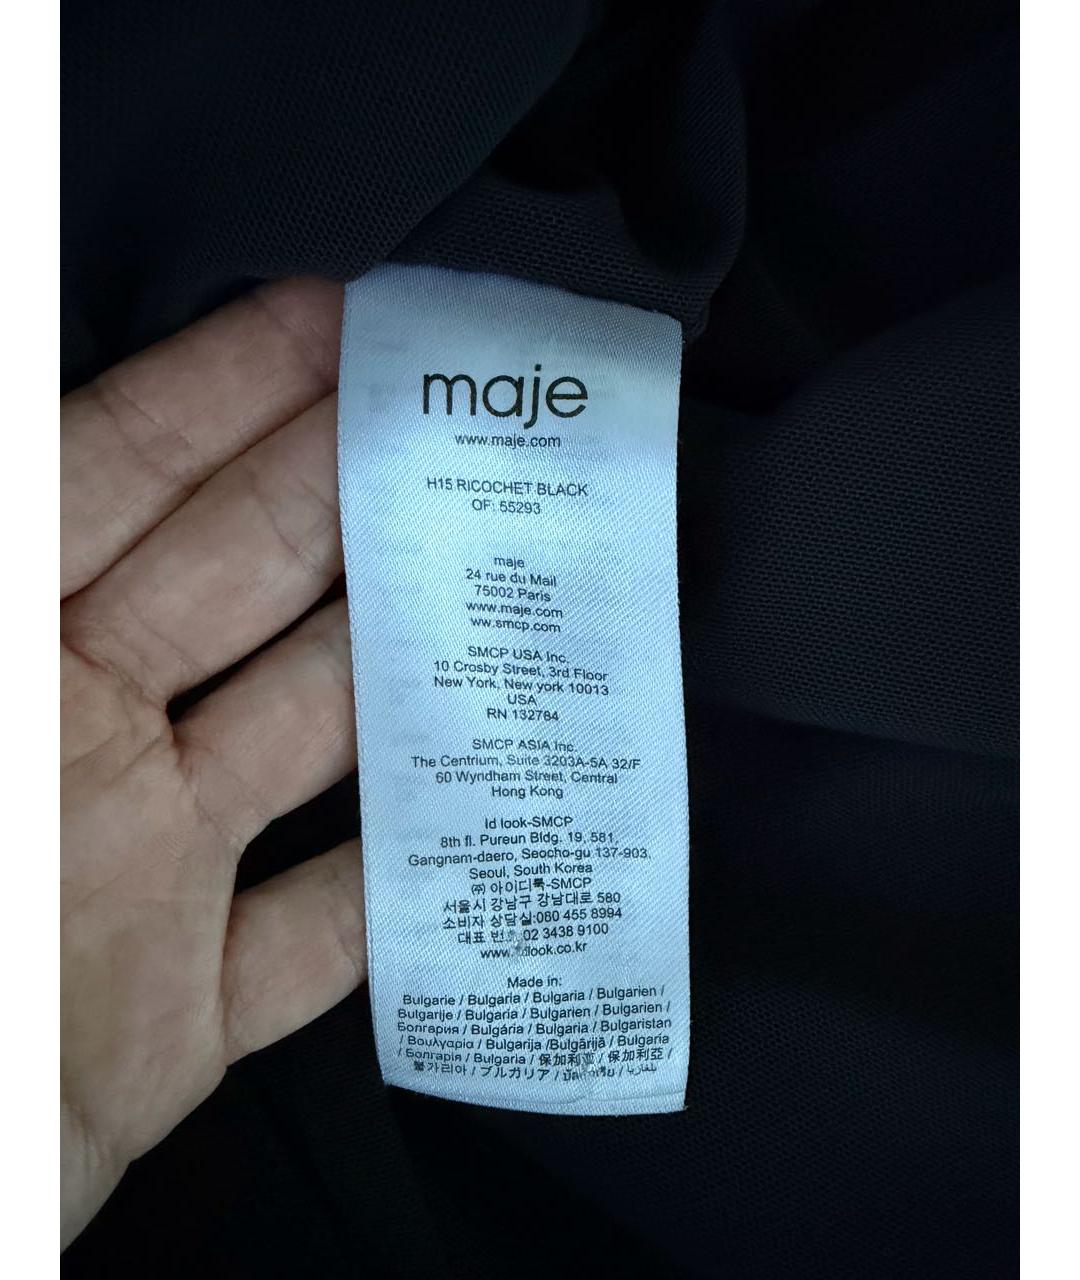 maje
www.maje.com
H15 RICOCHET BLACK
OF: 55293
maje
24 rue du Mail
75002 Paris
www.maje.com
ww.smcp.com
SMCP USA Inc.
10 Crosby Street, 3rd Floor
New York, New york 10013
USA
RN 132784
SMCP ASIA Inc.
The Centrium, Suite 3203A-5A 32/F
60 Wyndham Street, Central
Hong Kong
Id look-SMCP
8th fl. Pureun Bldg. 19, 581,
Gangnam-daero, Seocho-gu 137-903,
Seoul, South Korea
㈜ 아이디룩-SMCP
서울시 강남구 강남대로 580
소비자 상담실:080 455 8994
대표 02 3438 9100
Made in:
Bulgarie / Bulgaria / Bulgaria / Bulgarien /
Bulgarije / Bulgaria / Bulgarien / Bulgarien /
Болгария / Bulgária / Bulgaria / Bulgaristan
/ Βουλγαρία / Bulgarija /Bulgārijā / Bulgaria
/ Болгарія / Bulgaria / 保加利亚 / 保加利亞 /
불가리아 / ブルガリア / / بلغاريا